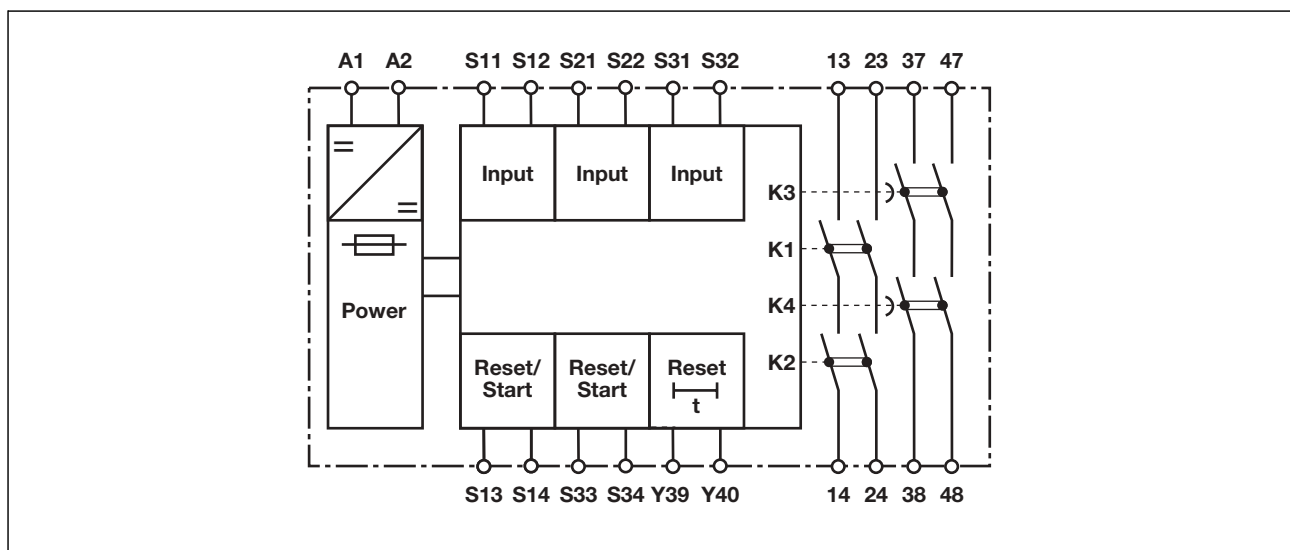 A1 A2 S11 S12 S21 S22 S31 S32 13 23 37 47
Input Input Input
K3
K1
K4
Power
K2
Reset/ Reset/ Reset
Start Start t
S13 S14 S33 S34 Y39 Y40 14 24 38 48